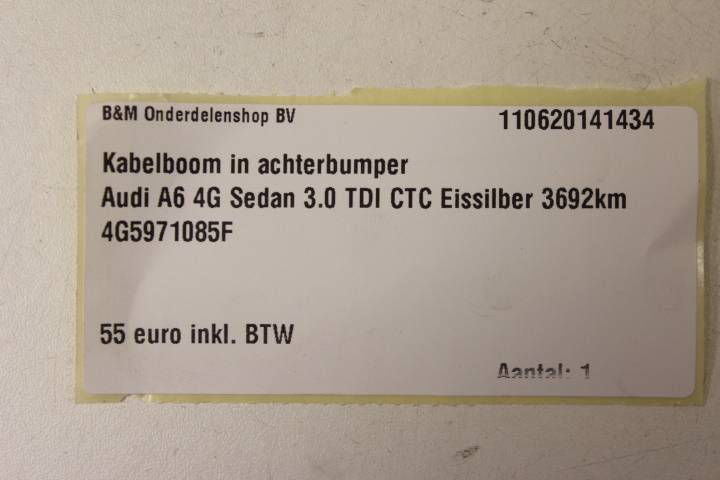 B&M Onderdelenshop BV 110620141434
Kabelboom in achterbumper
Audi A6 4G Sedan 3.0 TDI CTC Eissilber 3692km
4G5971085F
55 euro inkl. BTW
Aantal: 1